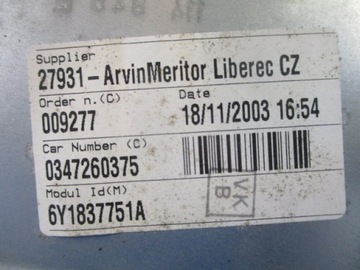 Supplier
27931-ArvinMeritor Liberec CZ
Order n.(C) Date
009277 18/11/2003 16:54
Car Number (C)
0347260375
Modul Id(M)
6Y1837751A
VK
B